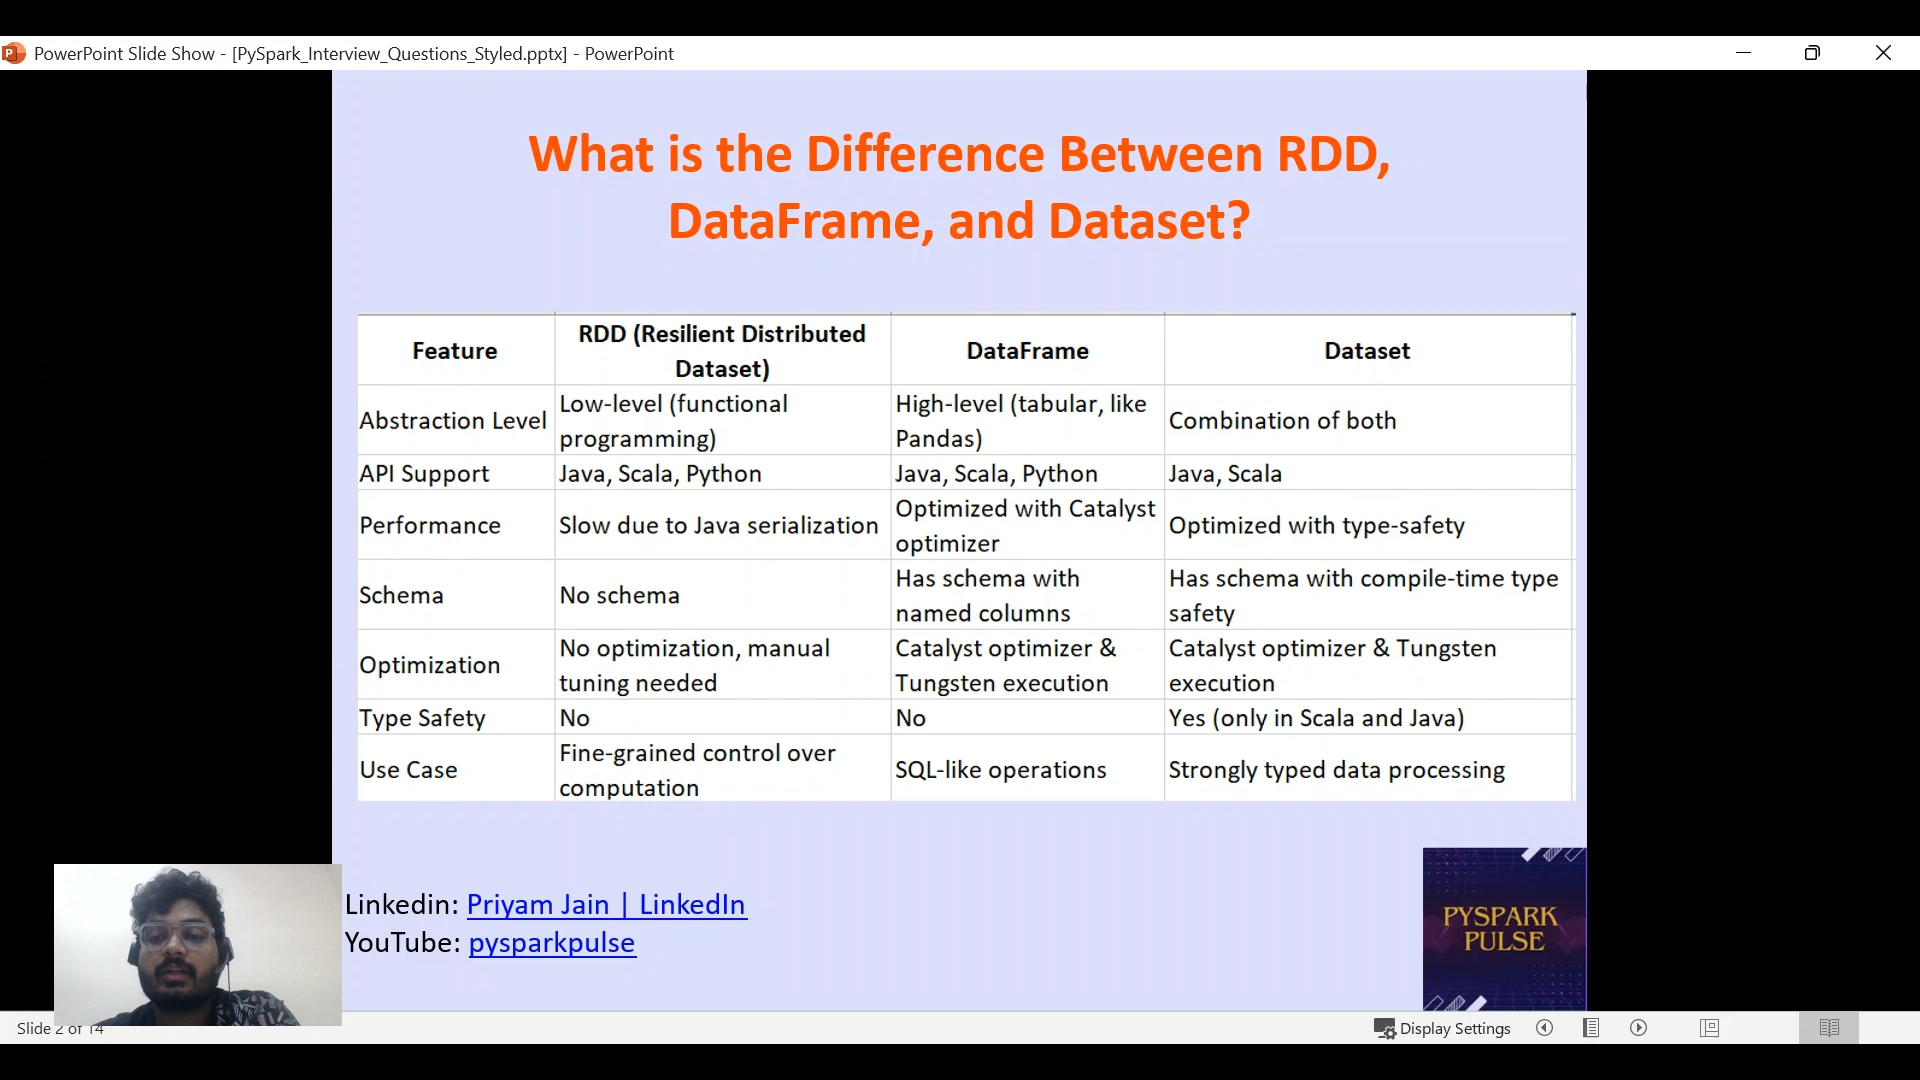 PowerPoint Slide Show - [PySpark_Interview_Questions_Styled.pptx] - PowerPoint
What is the Difference Between RDD,
DataFrame, and Dataset?
Feature
RDD (Resilient Distributed
Dataset)
DataFrame
Dataset
Abstraction Level
Low-level (functional
programming)
High-level (tabular, like
Pandas)
Combination of both
API Support
Java, Scala, Python
Java, Scala, Python
Java, Scala
Performance
Slow due to Java serialization
Optimized with Catalyst
optimizer
Optimized with type-safety
Schema
No schema
Has schema with
named columns
Has schema with compile-time type
safety
Optimization
No optimization, manual
tuning needed
Catalyst optimizer &
Tungsten execution
Catalyst optimizer & Tungsten
execution
Type Safety
No
No
Yes (only in Scala and Java)
Use Case
Fine-grained control over
computation
SQL-like operations
Strongly typed data processing
Linkedin: Priyam Jain | LinkedIn
YouTube: pysparkpulse
PYSPARK
PULSE
Slide 2 of 14
Display Settings